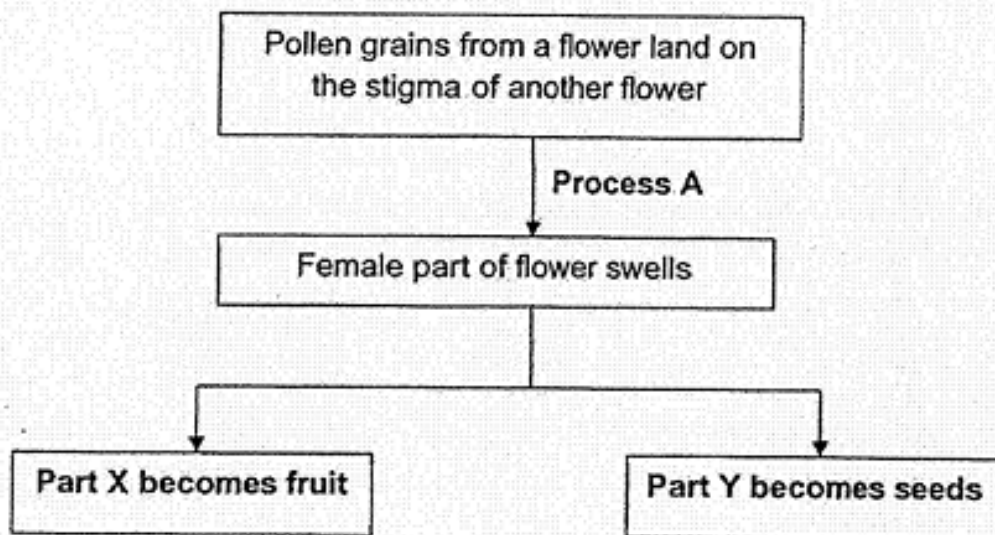 Pollen grains from a flower land on
the stigma of another flower
Process A
Female part of flower swells
Part X becomes fruit
Part Y becomes seeds